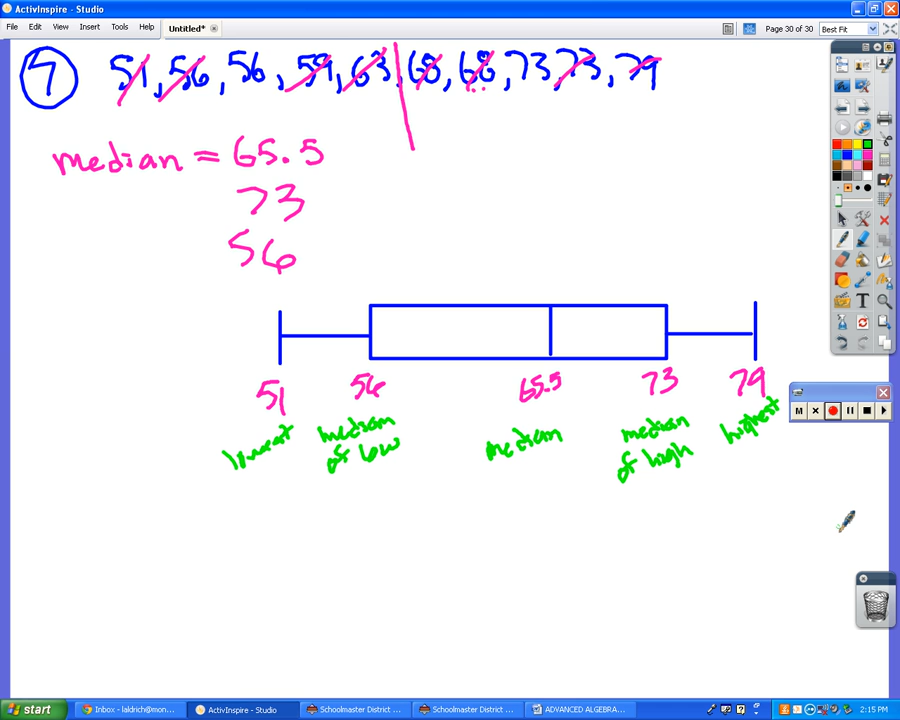 ActivInspire - Studio
File Edit View Insert Tools Help Untitled* Page 30 of 30 Best Fit
7 51, 56, 56, 59, 63, 68, 68, 73, 73, 79
median = 65.5
73
56
51 56 65.5 73 79
lowest median of low median median of high highest
M
start Inbox - laldrich@mon... ActivInspire - Studio Schoolmaster District ... Schoolmaster District ... ADVANCED ALGEBRA... 2:15 PM